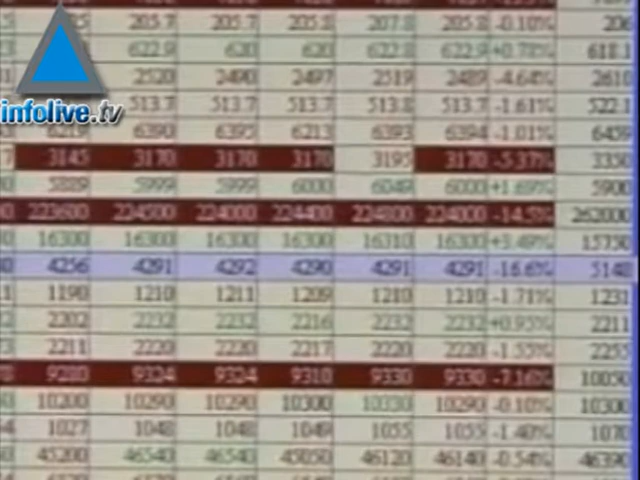 205.7 205.8 207.8 205.8 -0.10% 206
622.9 620 620 622.8 622.9 +0.78% 618.1
2520 2490 2497 2519 2489 -4.64% 2610
infolive.tv 513.7 513.7 513.7 513.8 513.7 -1.61% 522.1
6213 6390 6395 6213 6393 6394 -1.01% 6459
3145 3170 3170 3170 3195 3170 -5.37% 3350
5889 5999 5999 6000 6049 6000 +1.69% 5900
223600 224500 224000 224400 224800 224000 -14.5% 262000
16300 16300 16300 16300 16310 16300 +3.49% 15750
4256 4291 4292 4290 4291 4291 -16.6% 5148
1190 1210 1211 1209 1210 1210 -1.71% 1231
2202 2232 2232 2216 2232 2232 +0.95% 2211
2211 2220 2220 2217 2220 2220 -1.55% 2255
9280 9324 9324 9310 9330 9330 -7.16% 10050
10200 10290 10290 10300 10330 10290 -0.10% 10300
1027 1048 1048 1049 1055 1055 -1.40% 1070
45200 46540 46540 45050 46120 46140 -0.54% 46390